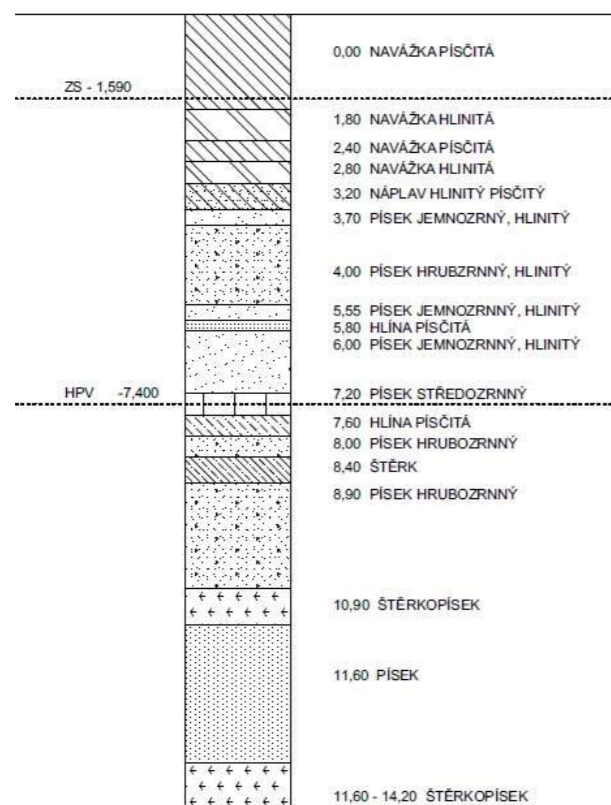 0,00 NAVÁŽKA PÍSČITÁ
ZS - 1,590
1,80 NAVÁŽKA HLINITÁ
2,40 NAVÁŽKA PÍSČITÁ
2,80 NAVÁŽKA HLINITÁ
3,20 NÁPLAV HLINITÝ PÍSČITÝ
3,70 PÍSEK JEMNOZRNÝ, HLINITÝ
4,00 PÍSEK HRUBZRNNÝ, HLINITÝ
5,55 PÍSEK JEMNOZRNNÝ, HLINITÝ
5,80 HLÍNA PÍSČITÁ
6,00 PÍSEK JEMNOZRNNÝ, HLINITÝ
HPV -7,400
7,20 PÍSEK STŘEDOZRNNÝ
7,60 HLÍNA PÍSČITÁ
8,00 PÍSEK HRUBOZRNNÝ
8,40 ŠTĚRK
8,90 PÍSEK HRUBOZRNNÝ
10,90 ŠTĚRKOPÍSEK
11,60 PÍSEK
11,60 - 14,20 ŠTĚRKOPÍSEK